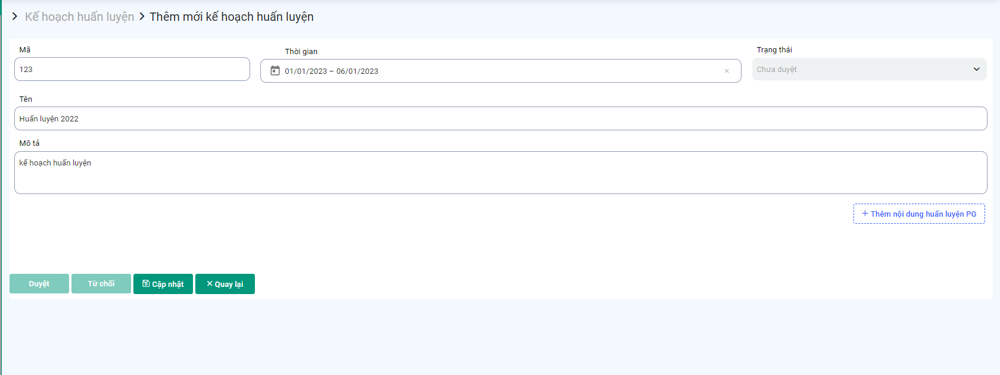 Kế hoạch huấn luyện > Thêm mới kế hoạch huấn luyện
Mã
123
Thời gian
01/01/2023 – 06/01/2023
Trạng thái
Chưa duyệt
Tên
Huấn luyện 2022
Mô tả
kế hoạch huấn luyện
+ Thêm nội dung huấn luyện PG
Duyệt
Từ chối
Cập nhật
× Quay lại